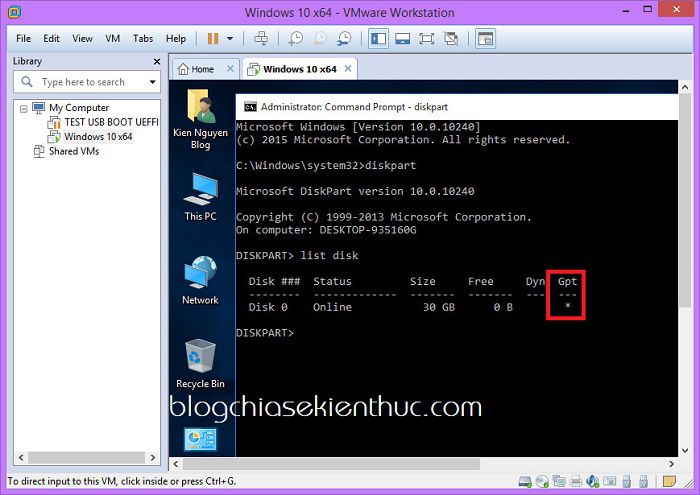 Windows 10 x64 - VMware Workstation
File Edit View VM Tabs Help
Library
Type here to search
My Computer
TEST USB BOOT UEFFI
Windows 10 x64
Shared VMs
Home
Windows 10 x64
Kien Nguyen
Blog
This PC
Network
Recycle Bin
Administrator: Command Prompt - diskpart
Microsoft Windows [Version 10.0.10240]
(c) 2015 Microsoft Corporation. All rights reserved.
C:\Windows\system32>diskpart
Microsoft DiskPart version 10.0.10240
Copyright (C) 1999-2013 Microsoft Corporation.
On computer: DESKTOP-935160G
DISKPART> list disk
Disk ### Status Size Free Dyn Gpt
-------- ------------- ------- ------- --- ---
Disk 0 Online 30 GB 0 B *
DISKPART>
blogchiasekienthuc.com
To direct input to this VM, click inside or press Ctrl+G.